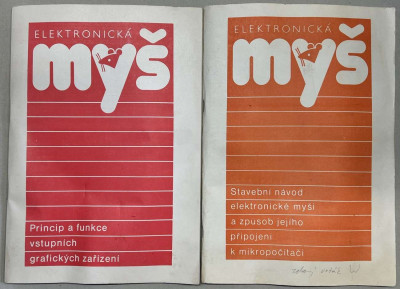 ELEKTRONICKÁ
myš
Princip a funkce
vstupních
grafických zařízení
ELEKTRONICKÁ
myš
Stavební návod
elektronické myši
a způsob jejího
připojení
k mikropočítači